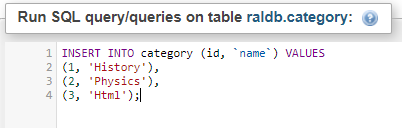 Run SQL query/queries on table raldb.category:
1 INSERT INTO category (id, `name`) VALUES
2 (1, 'History'),
3 (2, 'Physics'),
4 (3, 'Html');